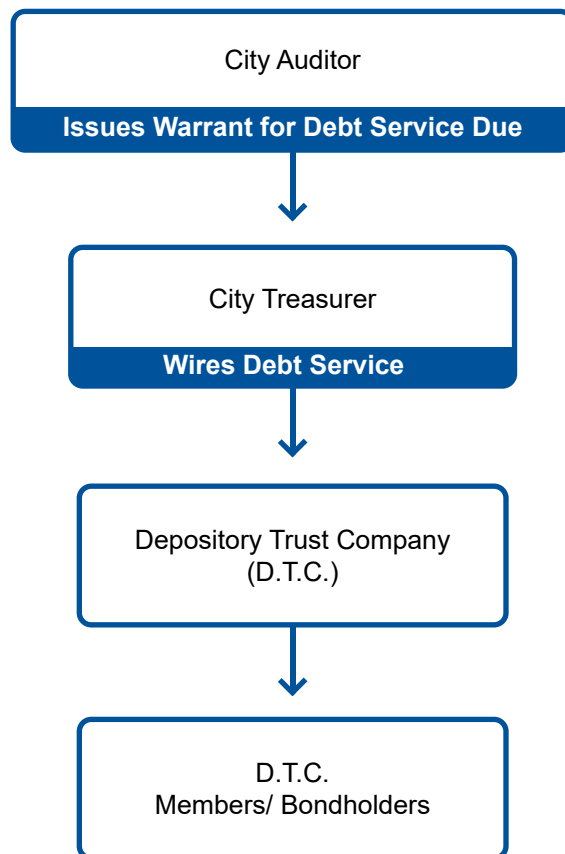 City Auditor
Issues Warrant for Debt Service Due
City Treasurer
Wires Debt Service
Depository Trust Company
(D.T.C.)
D.T.C.
Members/ Bondholders